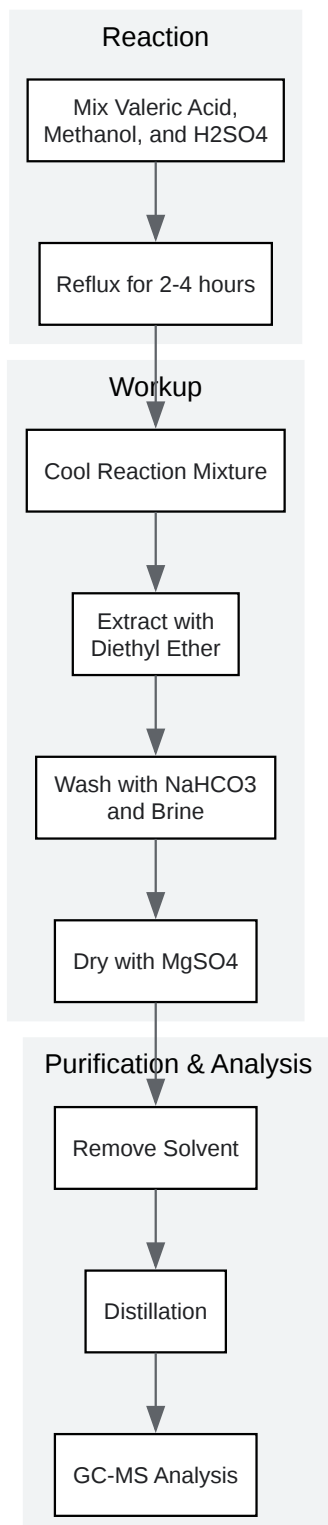 Reaction
Mix Valeric Acid,
Methanol, and H2SO4
Reflux for 2-4 hours
Workup
Cool Reaction Mixture
Extract with
Diethyl Ether
Wash with NaHCO3
and Brine
Dry with MgSO4
Purification & Analysis
Remove Solvent
Distillation
GC-MS Analysis